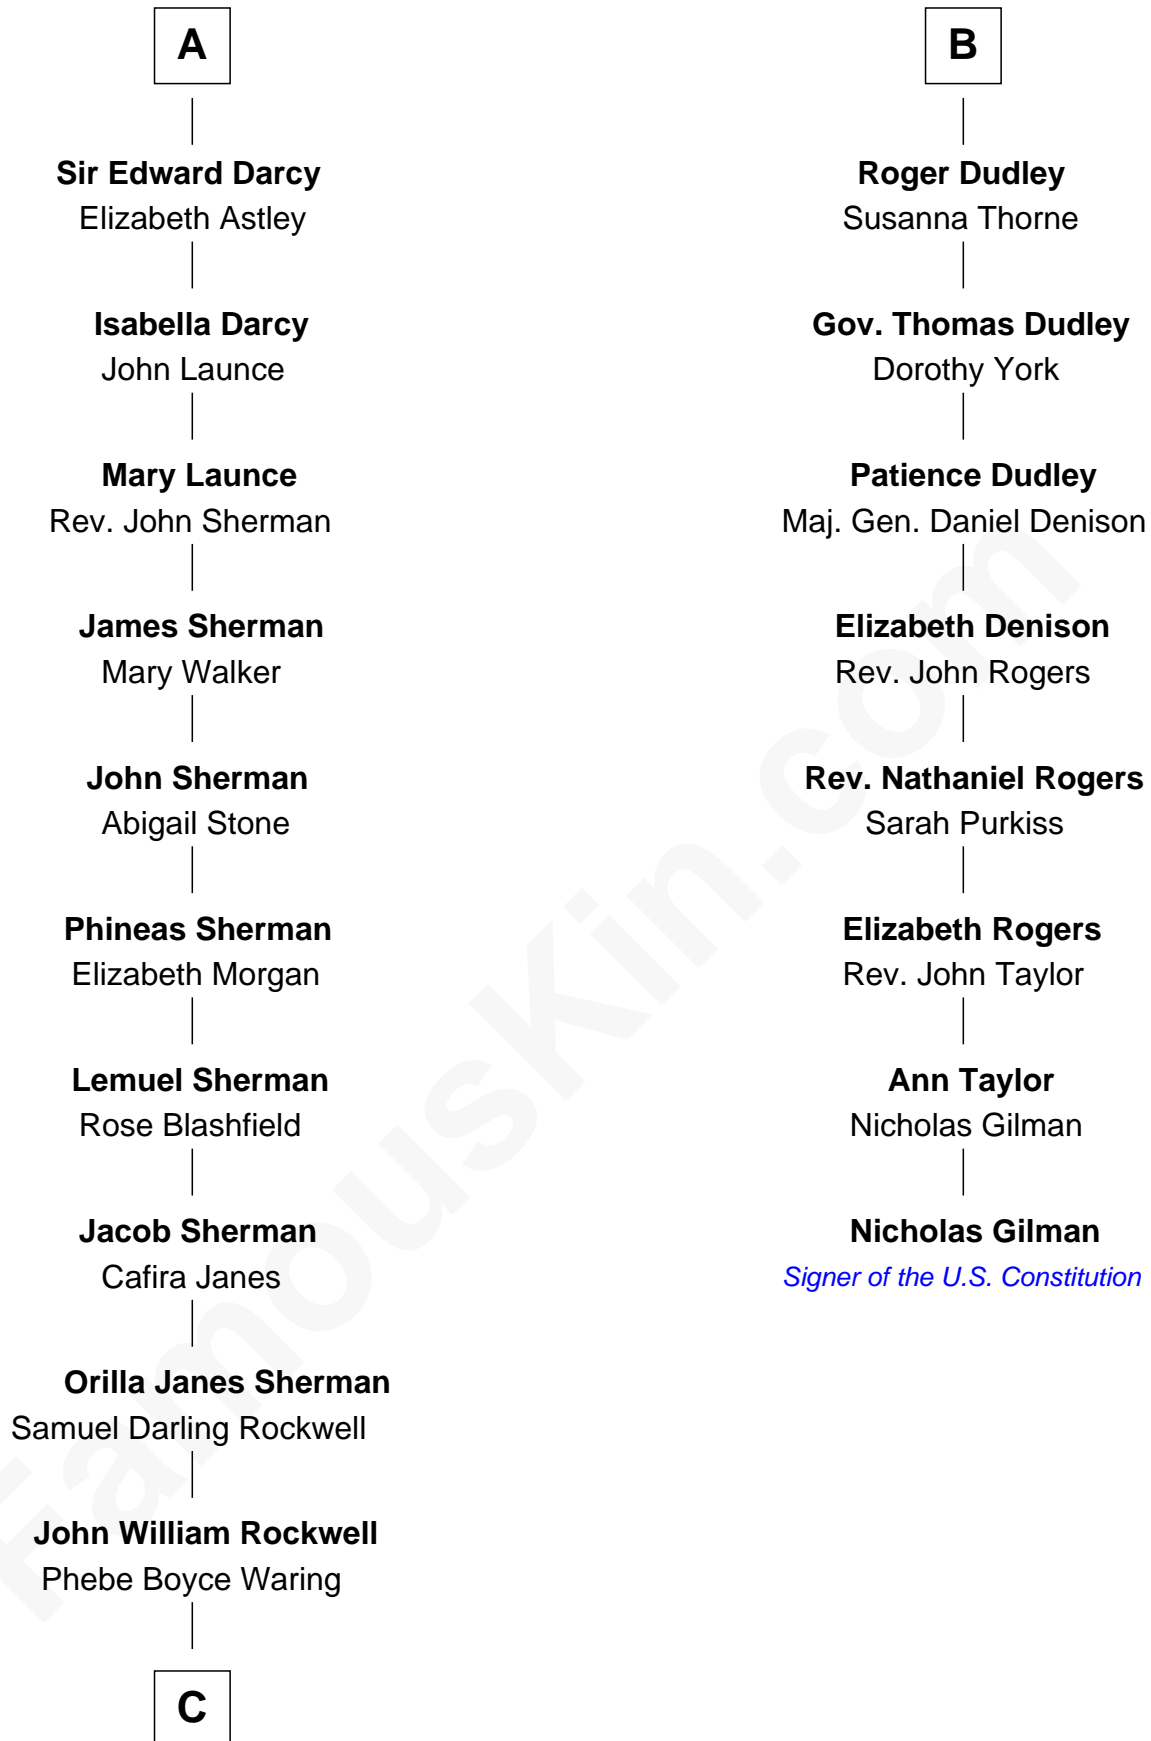 A
Sir Edward Darcy
Elizabeth Astley
Isabella Darcy
John Launce
Mary Launce
Rev. John Sherman
James Sherman
Mary Walker
John Sherman
Abigail Stone
Phineas Sherman
Elizabeth Morgan
Lemuel Sherman
Rose Blashfield
Jacob Sherman
Cafira Janes
Orilla Janes Sherman
Samuel Darling Rockwell
John William Rockwell
Phebe Boyce Waring
C
B
Roger Dudley
Susanna Thorne
Gov. Thomas Dudley
Dorothy York
Patience Dudley
Maj. Gen. Daniel Denison
Elizabeth Denison
Rev. John Rogers
Rev. Nathaniel Rogers
Sarah Purkiss
Elizabeth Rogers
Rev. John Taylor
Ann Taylor
Nicholas Gilman
Nicholas Gilman
Signer of the U.S. Constitution
FamousKin.com